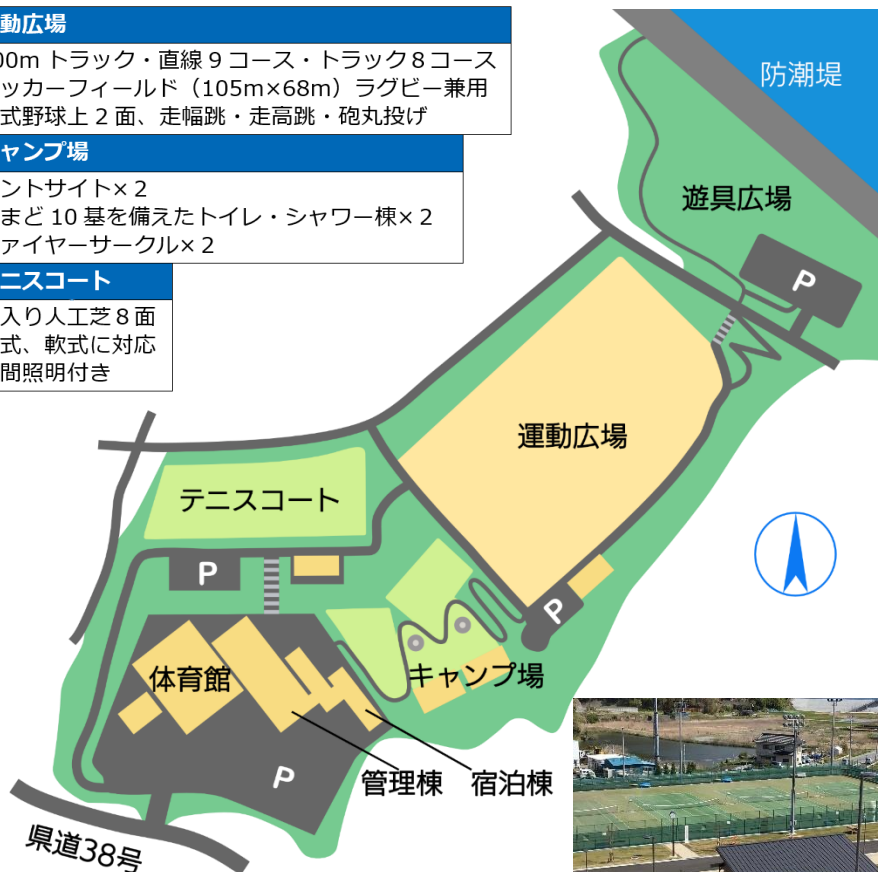 動広場
00m トラック・直線９コース・トラック８コース
ッカーフィールド（105m×68m）ラグビー兼用
式野球上２面、走幅跳・走高跳・砲丸投げ
ャンプ場
ントサイト×２
まど 10 基を備えたトイレ・シャワー棟×２
ァイヤーサークル×２
ニスコート
入り人工芝８面
式、軟式に対応
間照明付き
防潮堤
遊具広場
P
運動広場
テニスコート
P
P
体育館
キャンプ場
P
管理棟
宿泊棟
県道38号